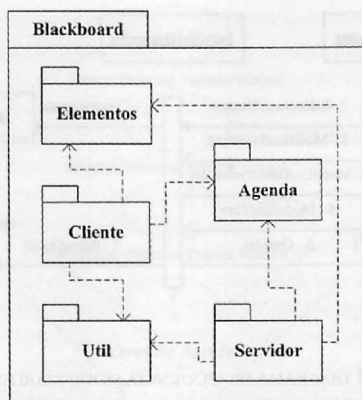 Blackboard
Elementos
Agenda
Cliente
Util
Servidor